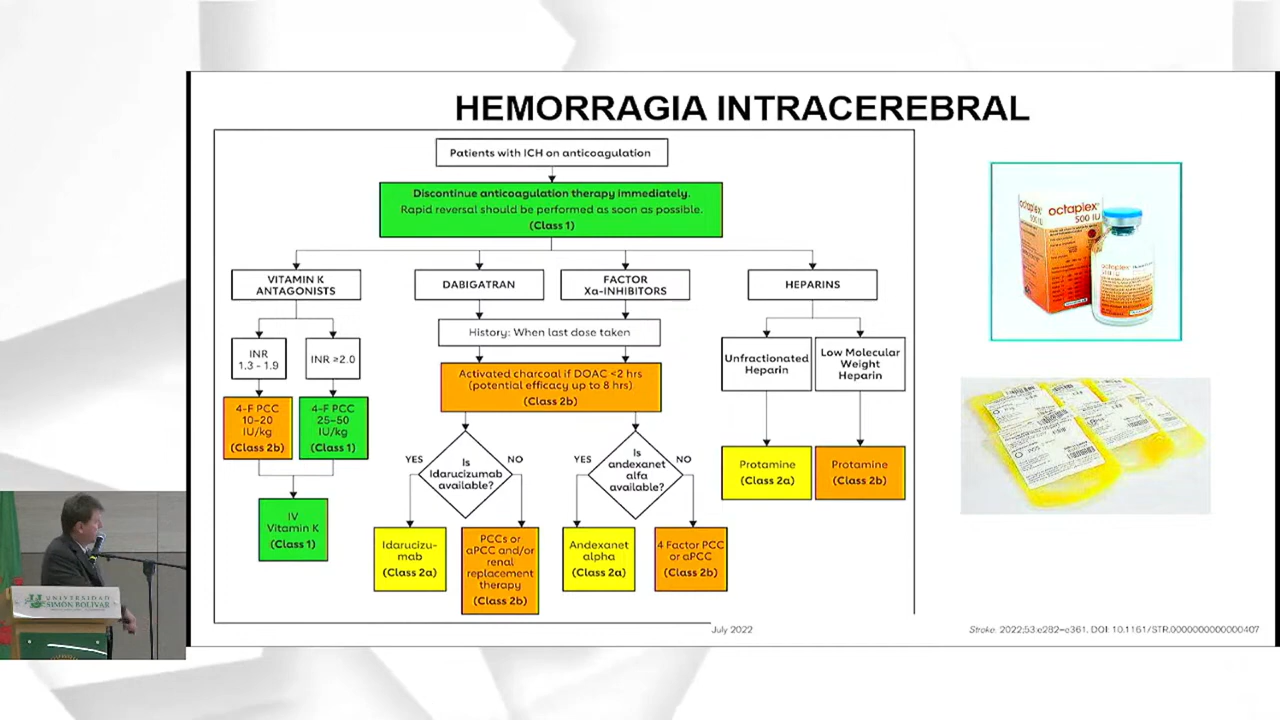 HEMORRAGIA INTRACEREBRAL
Patients with ICH on anticoagulation
Discontinue anticoagulation therapy immediately.
Rapid reversal should be performed as soon as possible.
(Class 1)
VITAMIN K
ANTAGONISTS
DABIGATRAN
FACTOR
Xa-INHIBITORS
HEPARINS
History: When last dose taken
INR
1.3 - 1.9
INR ≥2.0
Unfractionated
Heparin
Low Molecular
Weight
Heparin
Activated charcoal if DOAC <2 hrs
(potential efficacy up to 8 hrs)
(Class 2b)
4-F PCC
10–20
IU/kg
(Class 2b)
4-F PCC
25–50
IU/kg
(Class 1)
YES
Is
Idarucizumab
available?
NO
YES
Is
andexanet
alfa
available?
NO
Protamine
(Class 2a)
Protamine
(Class 2b)
IV
Vitamin K
(Class 1)
Idarucizu-
mab
(Class 2a)
PCCs or
aPCC and/or
renal
replacement
therapy
(Class 2b)
Andexanet
alpha
(Class 2a)
4 Factor PCC
or aPCC
(Class 2b)
octaplex
500 IU
octaplex
500 IU
octaplex
July 2022
Stroke. 2022;53:e282–e361. DOI: 10.1161/STR.0000000000000407
UNIVERSIDAD
SIMÓN BOLÍVAR